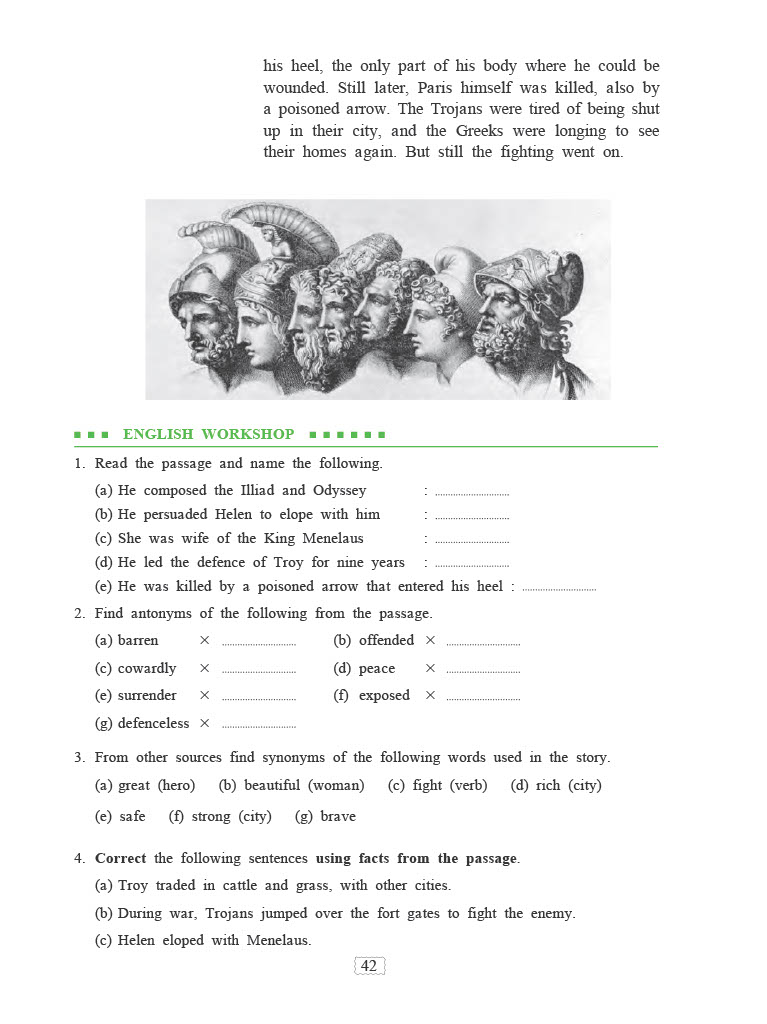 his heel, the only part of his body where he could be
wounded. Still later, Paris himself was killed, also by
a poisoned arrow. The Trojans were tired of being shut
up in their city, and the Greeks were longing to see
their homes again. But still the fighting went on.
ENGLISH WORKSHOP
1. Read the passage and name the following.
(a) He composed the Illiad and Odyssey : .............................
(b) He persuaded Helen to elope with him : .............................
(c) She was wife of the King Menelaus : .............................
(d) He led the defence of Troy for nine years : .............................
(e) He was killed by a poisoned arrow that entered his heel : .............................
2. Find antonyms of the following from the passage.
(a) barren × ............................. (b) offended × .............................
(c) cowardly × ............................. (d) peace × .............................
(e) surrender × ............................. (f) exposed × .............................
(g) defenceless × .............................
3. From other sources find synonyms of the following words used in the story.
(a) great (hero) (b) beautiful (woman) (c) fight (verb) (d) rich (city)
(e) safe (f) strong (city) (g) brave
4. Correct the following sentences using facts from the passage.
(a) Troy traded in cattle and grass, with other cities.
(b) During war, Trojans jumped over the fort gates to fight the enemy.
(c) Helen eloped with Menelaus.
42